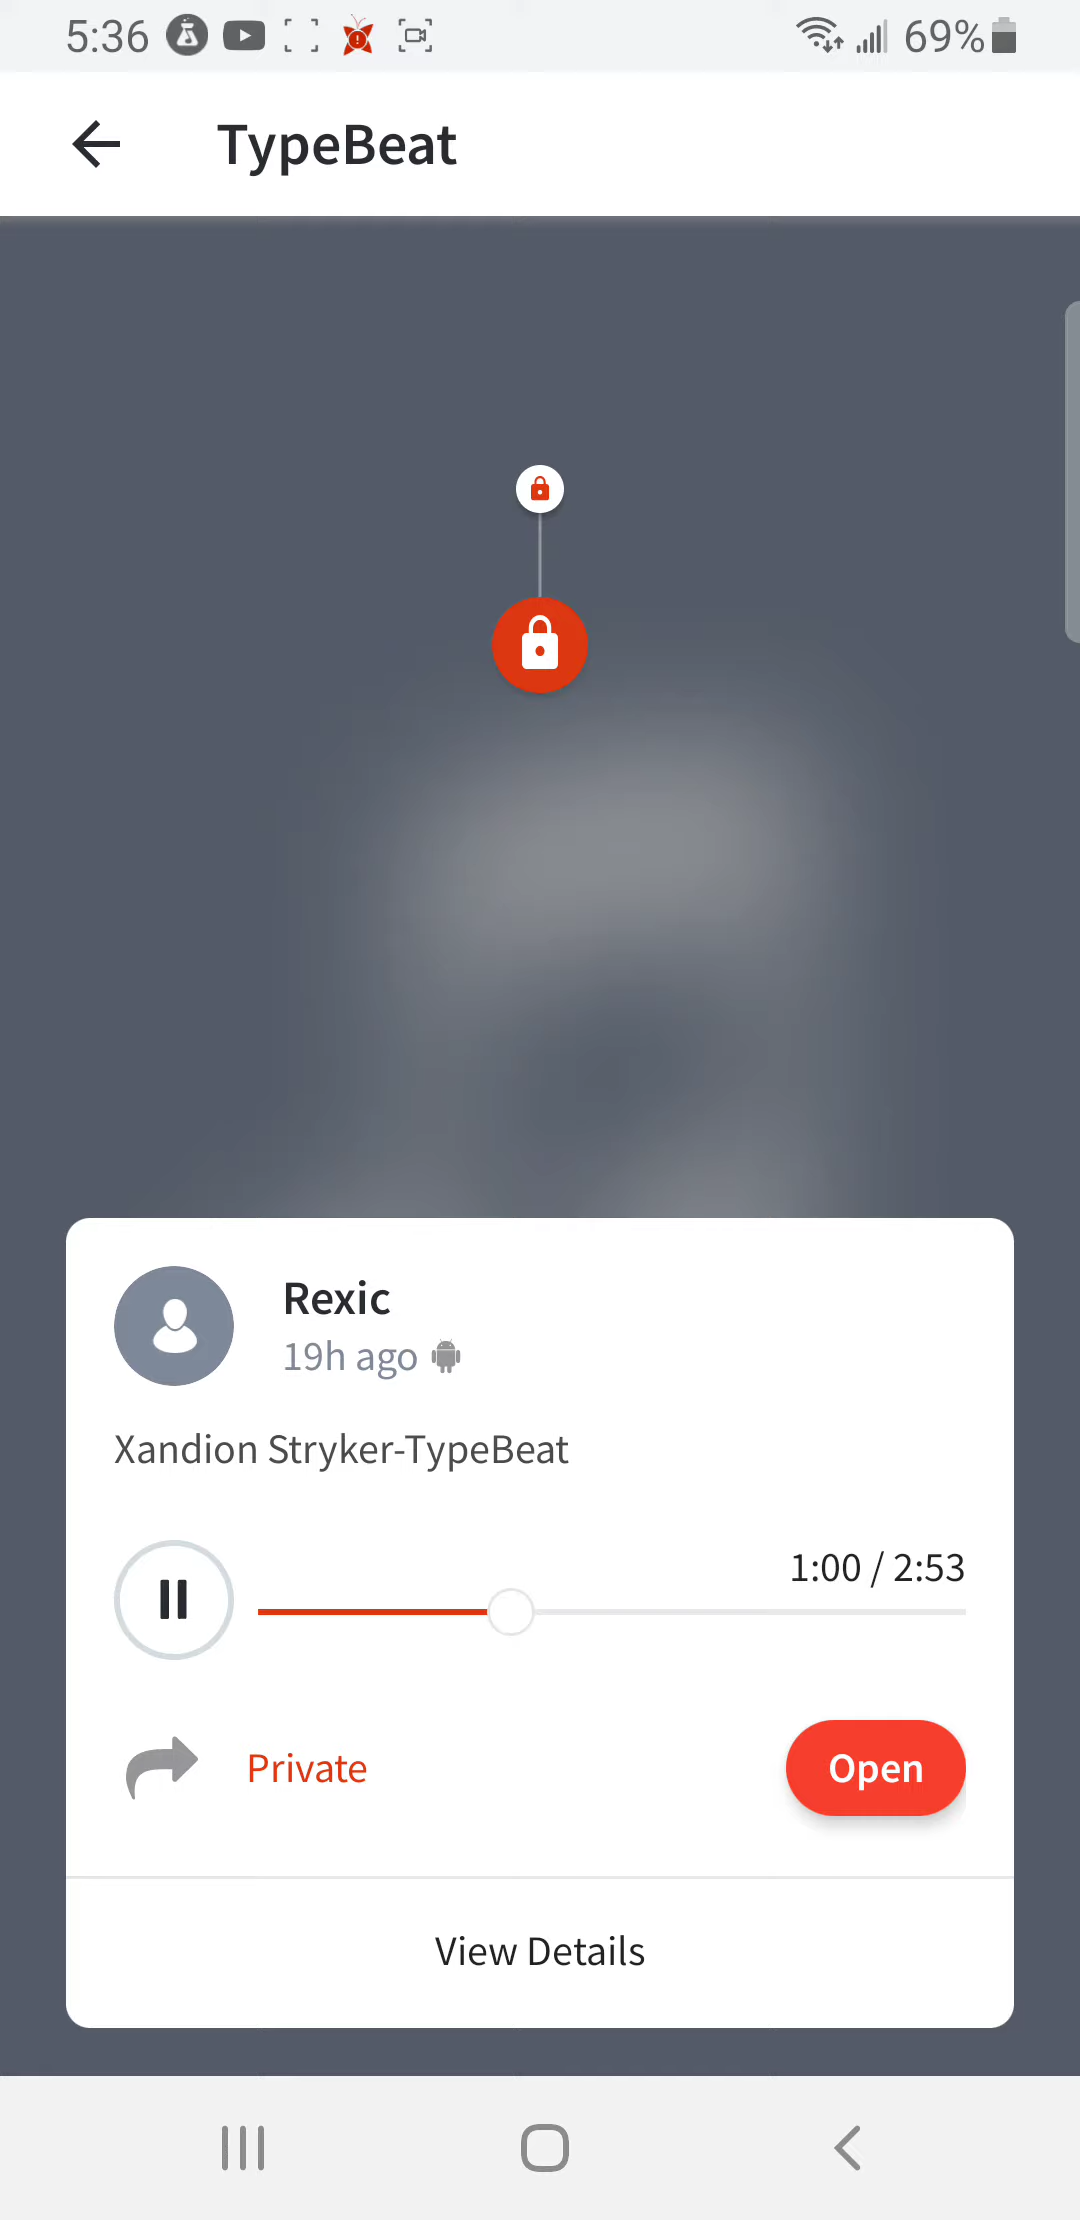 5:36
69%
TypeBeat
Rexic
19h ago
Xandion Stryker-TypeBeat
1:00 / 2:53
Private
Open
View Details